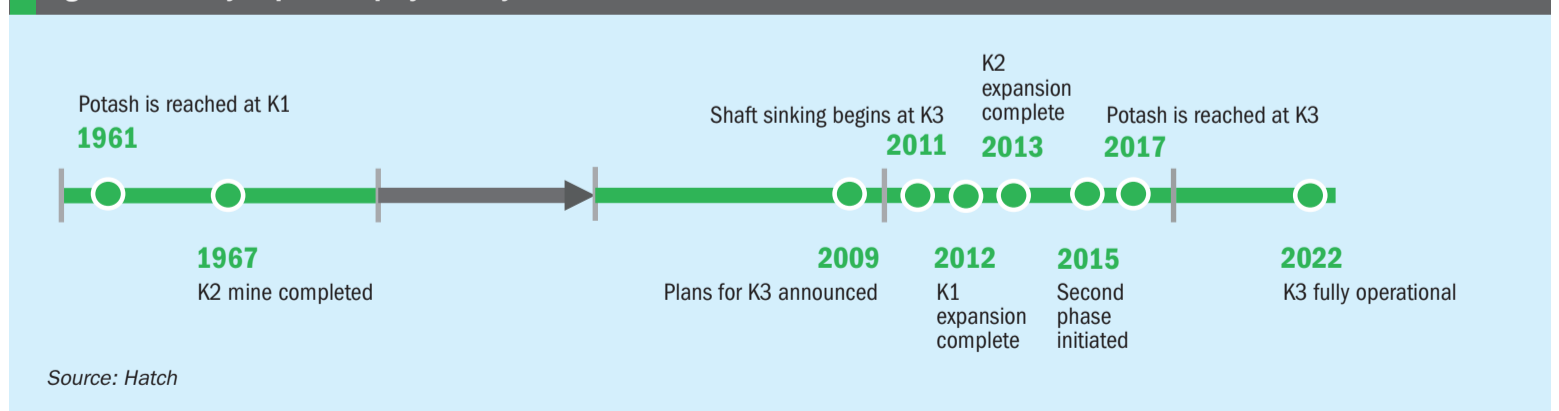 Potash is reached at K1
1961
1967
K2 mine completed
2009
Plans for K3 announced
Shaft sinking begins at K3
2011
2012
K1
expansion
complete
K2
expansion
complete
2013
2015
Second
phase
initiated
Potash is reached at K3
2017
2022
K3 fully operational
Source: Hatch